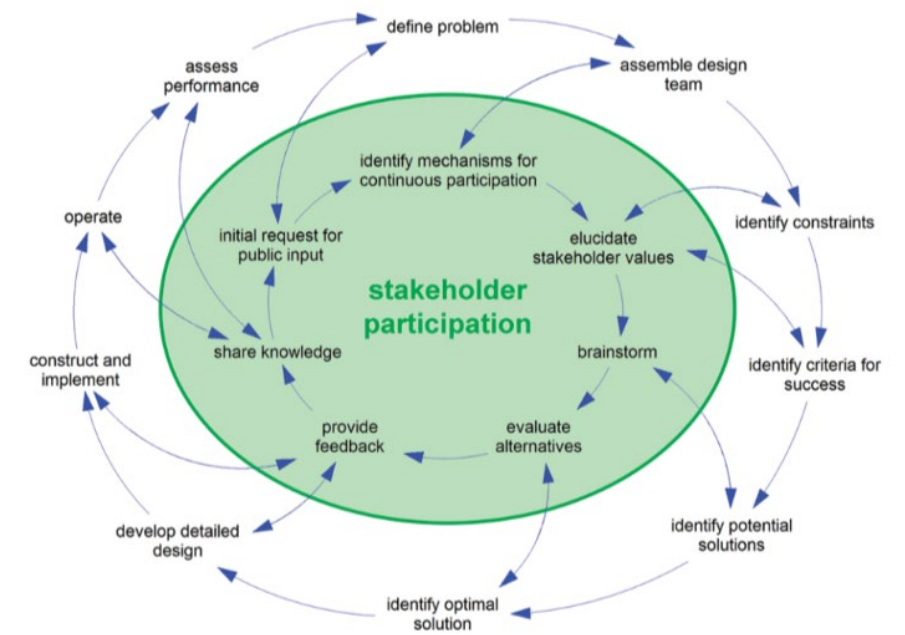 define problem
assemble design
team
identify constraints
identify criteria for
success
identify potential
solutions
identify optimal
solution
develop detailed
design
construct and
implement
operate
assess
performance
identify mechanisms for
continuous participation
elucidate
stakeholder values
brainstorm
evaluate
alternatives
provide
feedback
share knowledge
initial request for
public input
stakeholder
participation